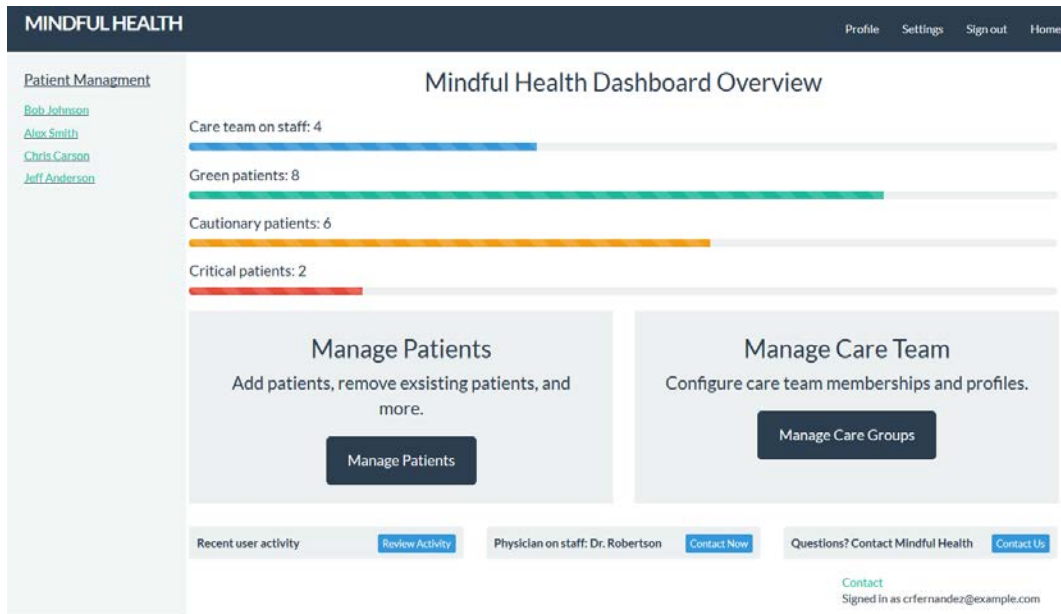 MINDFUL HEALTH
Profile Settings Sign out Home
Patient Managment
Bob Johnson
Alex Smith
Chris Carson
Jeff Anderson
Mindful Health Dashboard Overview
Care team on staff: 4
Green patients: 8
Cautionary patients: 6
Critical patients: 2
Manage Patients
Add patients, remove exsisting patients, and
more.
Manage Patients
Manage Care Team
Configure care team memberships and profiles.
Manage Care Groups
Recent user activity Review Activity
Physician on staff: Dr. Robertson Contact Now
Questions? Contact Mindful Health Contact Us
Contact
Signed in as crfernandez@example.com